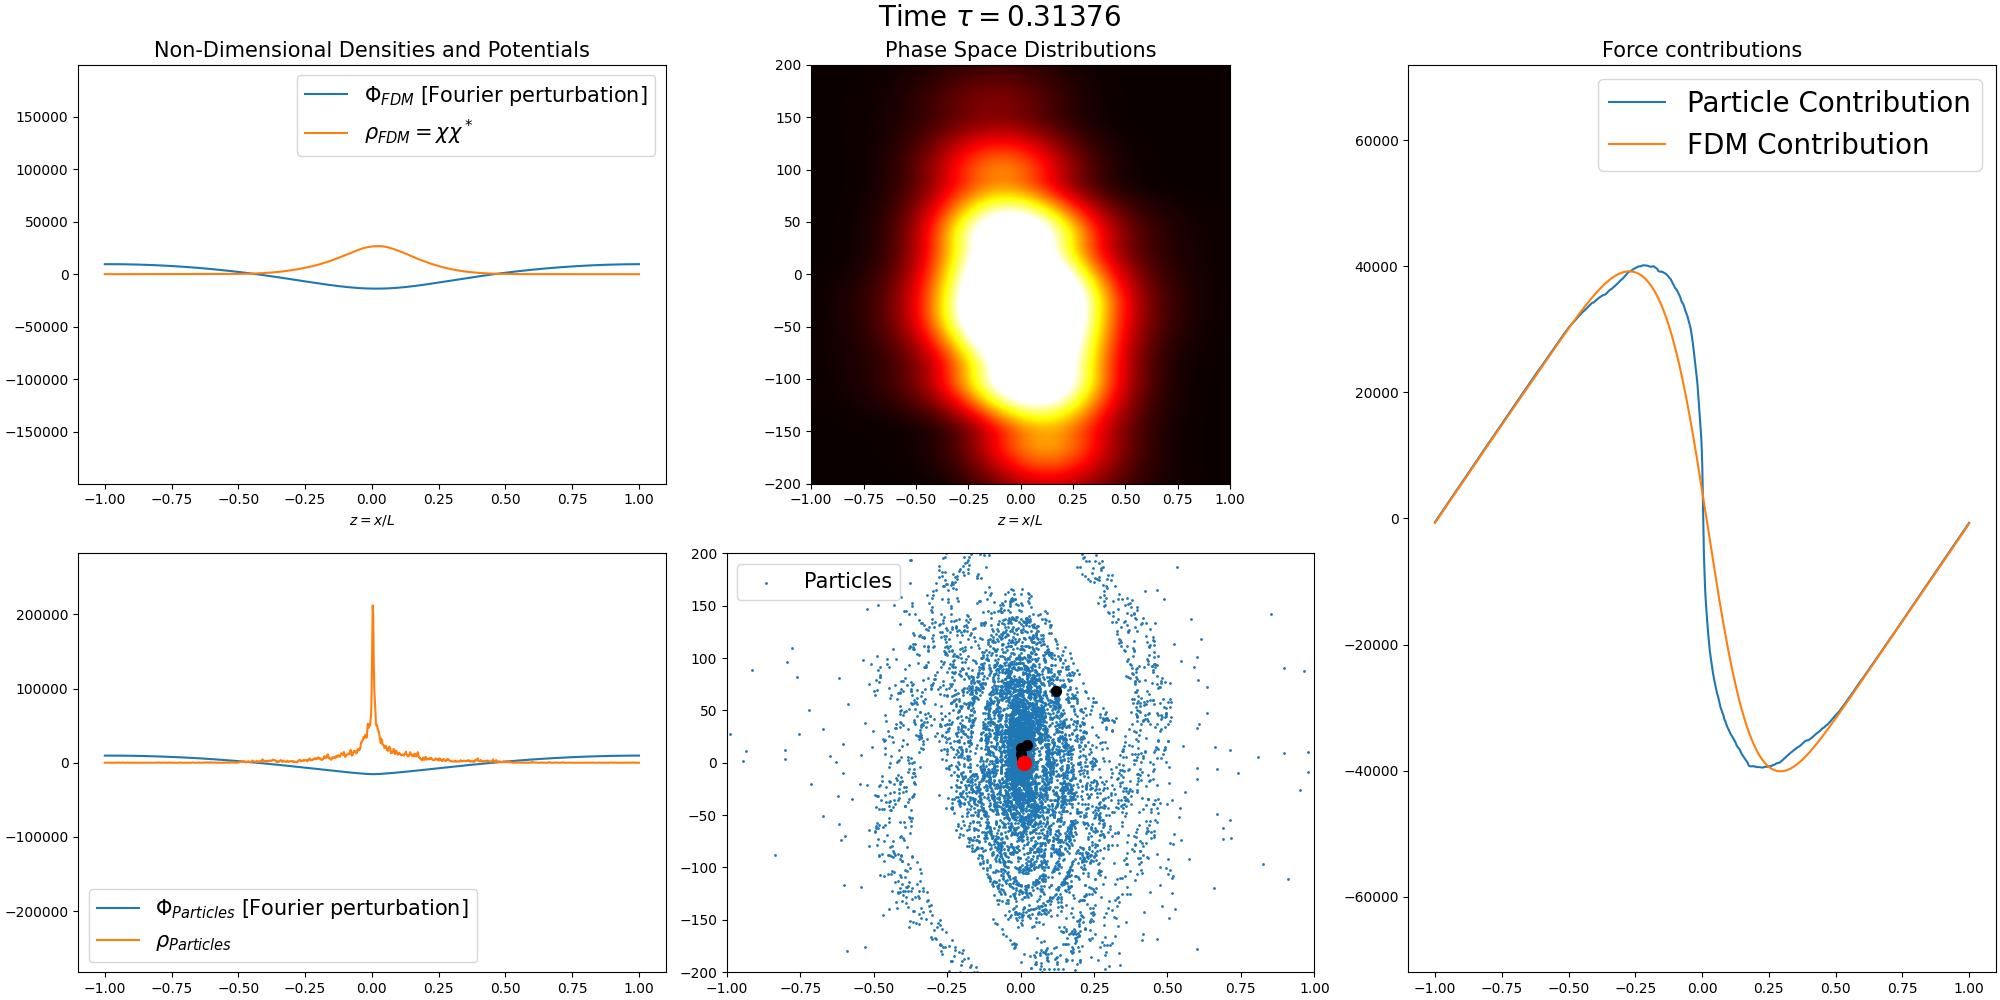 Time τ = 0.31376
Non-Dimensional Densities and Potentials
Φ_FDM [Fourier perturbation]
ρ_FDM = χχ*
150000
100000
50000
0
−50000
−100000
−150000
−1.00 −0.75 −0.50 −0.25 0.00 0.25 0.50 0.75 1.00
z = x/L
Phase Space Distributions
200
150
100
50
0
−50
−100
−150
−200
−1.00 −0.75 −0.50 −0.25 0.00 0.25 0.50 0.75 1.00
z = x/L
Force contributions
Particle Contribution
FDM Contribution
60000
40000
20000
0
−20000
−40000
−60000
−1.00 −0.75 −0.50 −0.25 0.00 0.25 0.50 0.75 1.00
200000
100000
0
−100000
−200000
Φ_Particles [Fourier perturbation]
ρ_Particles
−1.00 −0.75 −0.50 −0.25 0.00 0.25 0.50 0.75 1.00
Particles
200
150
100
50
0
−50
−100
−150
−200
−1.00 −0.75 −0.50 −0.25 0.00 0.25 0.50 0.75 1.00